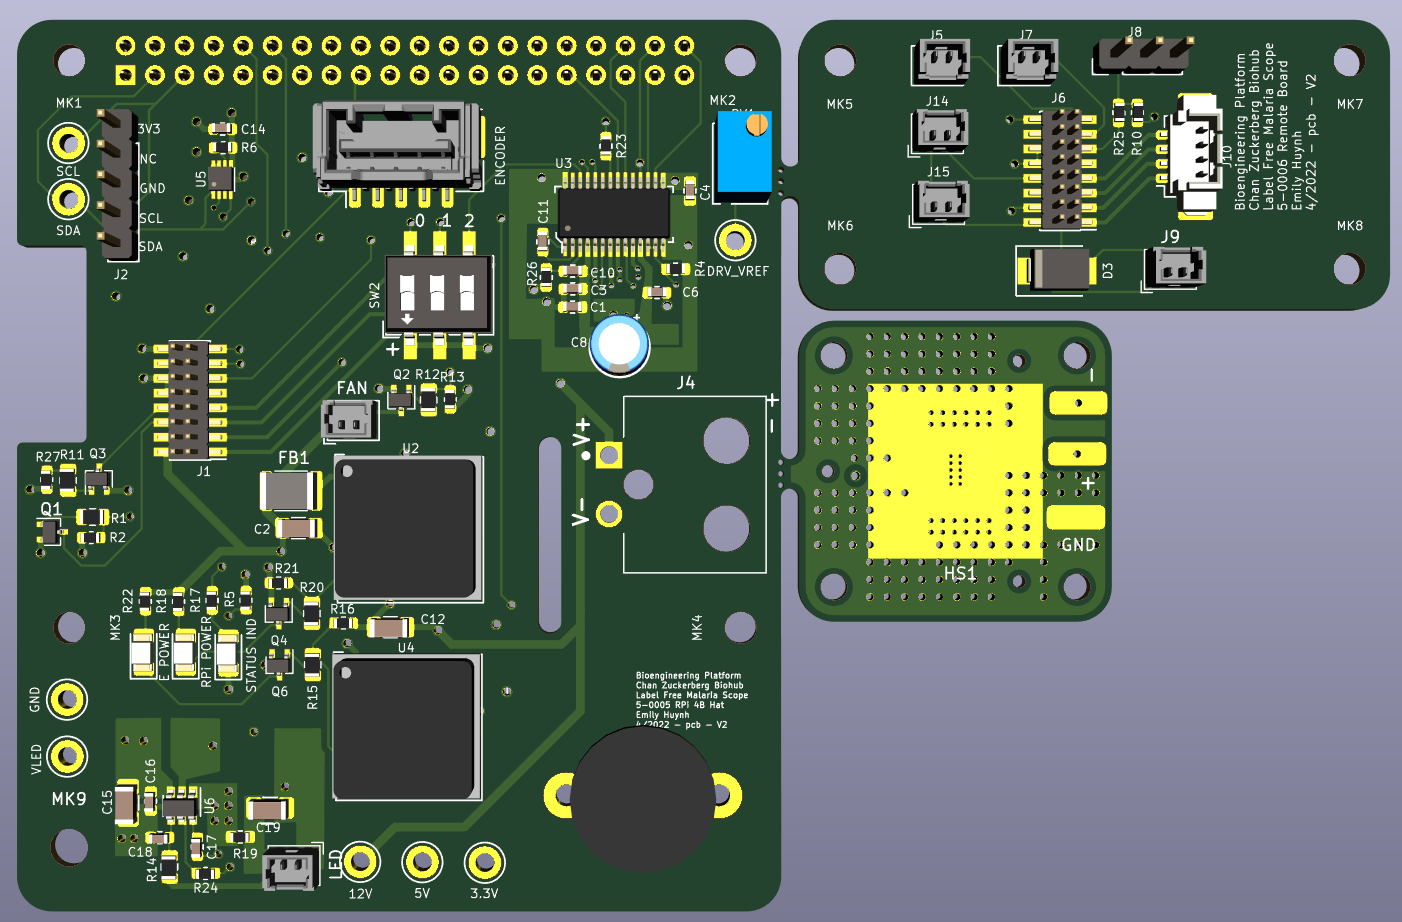 MK1
3V3
NC
GND
SCL
SDA
J2
SCL
SDA
C14
R6
U5
ENCODER
0 1 2
SW2
+
U3
R23
MK2
C4
C11
R26
C10
C3
C1
R4
C6
DRV_VREF
C8
+
J4
+
-
V+
V-
FAN
Q2
R12
R13
J1
U2
FB1
C2
R27
R11
Q3
Q1
R1
R2
R21
R20
R16
C12
U4
R22
R18
R17
R5
MK3
E POWER
RPi POWER
STATUS IND
Q4
Q6
R15
MK4
GND
VLED
MK9
C15
C16
U6
C19
C18
C17
R19
R14
R24
LED
12V
5V
3.3V
Bioengineering Platform
Chan Zuckerberg Biohub
Label Free Malaria Scope
5-0005 RPi 4B Hat
Emily Huynh
4/2022 - pcb - V2
J5
J7
J8
MK5
MK7
J14
J6
J15
R25
R10
J10
MK6
MK8
J9
D3
Bioengineering Platform
Chan Zuckerberg Biohub
Label Free Malaria Scope
5-0006 Remote Board
Emily Huynh
4/2022 - pcb - V2
-
+
GND
HS1